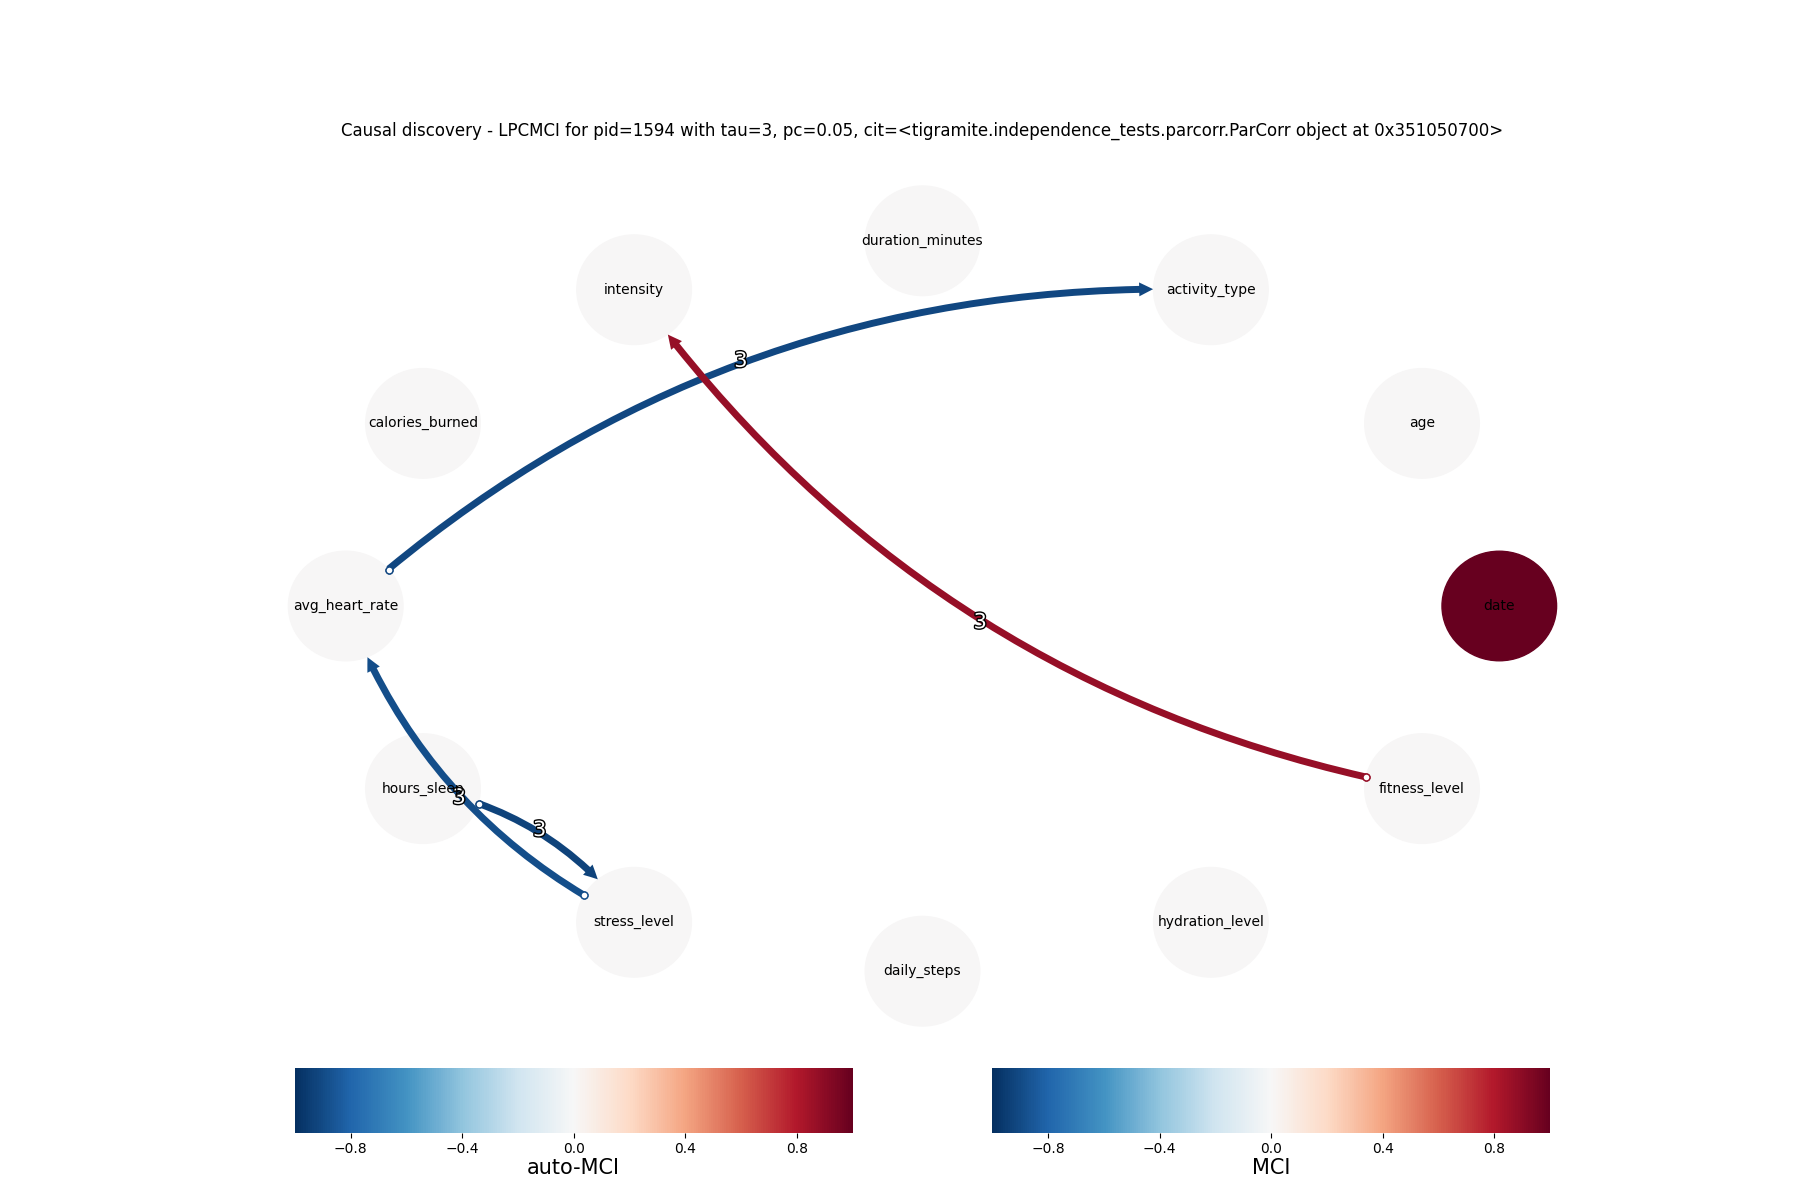 Causal discovery - LPCMCI for pid=1594 with tau=3, pc=0.05, cit=<tigramite.independence_tests.parcorr.ParCorr object at 0x351050700>
duration_minutes
intensity
activity_type
3
calories_burned
age
avg_heart_rate
date
3
hours_sleep
3
fitness_level
3
stress_level
hydration_level
daily_steps
−0.8 −0.4 0.0 0.4 0.8
auto-MCI
−0.8 −0.4 0.0 0.4 0.8
MCI